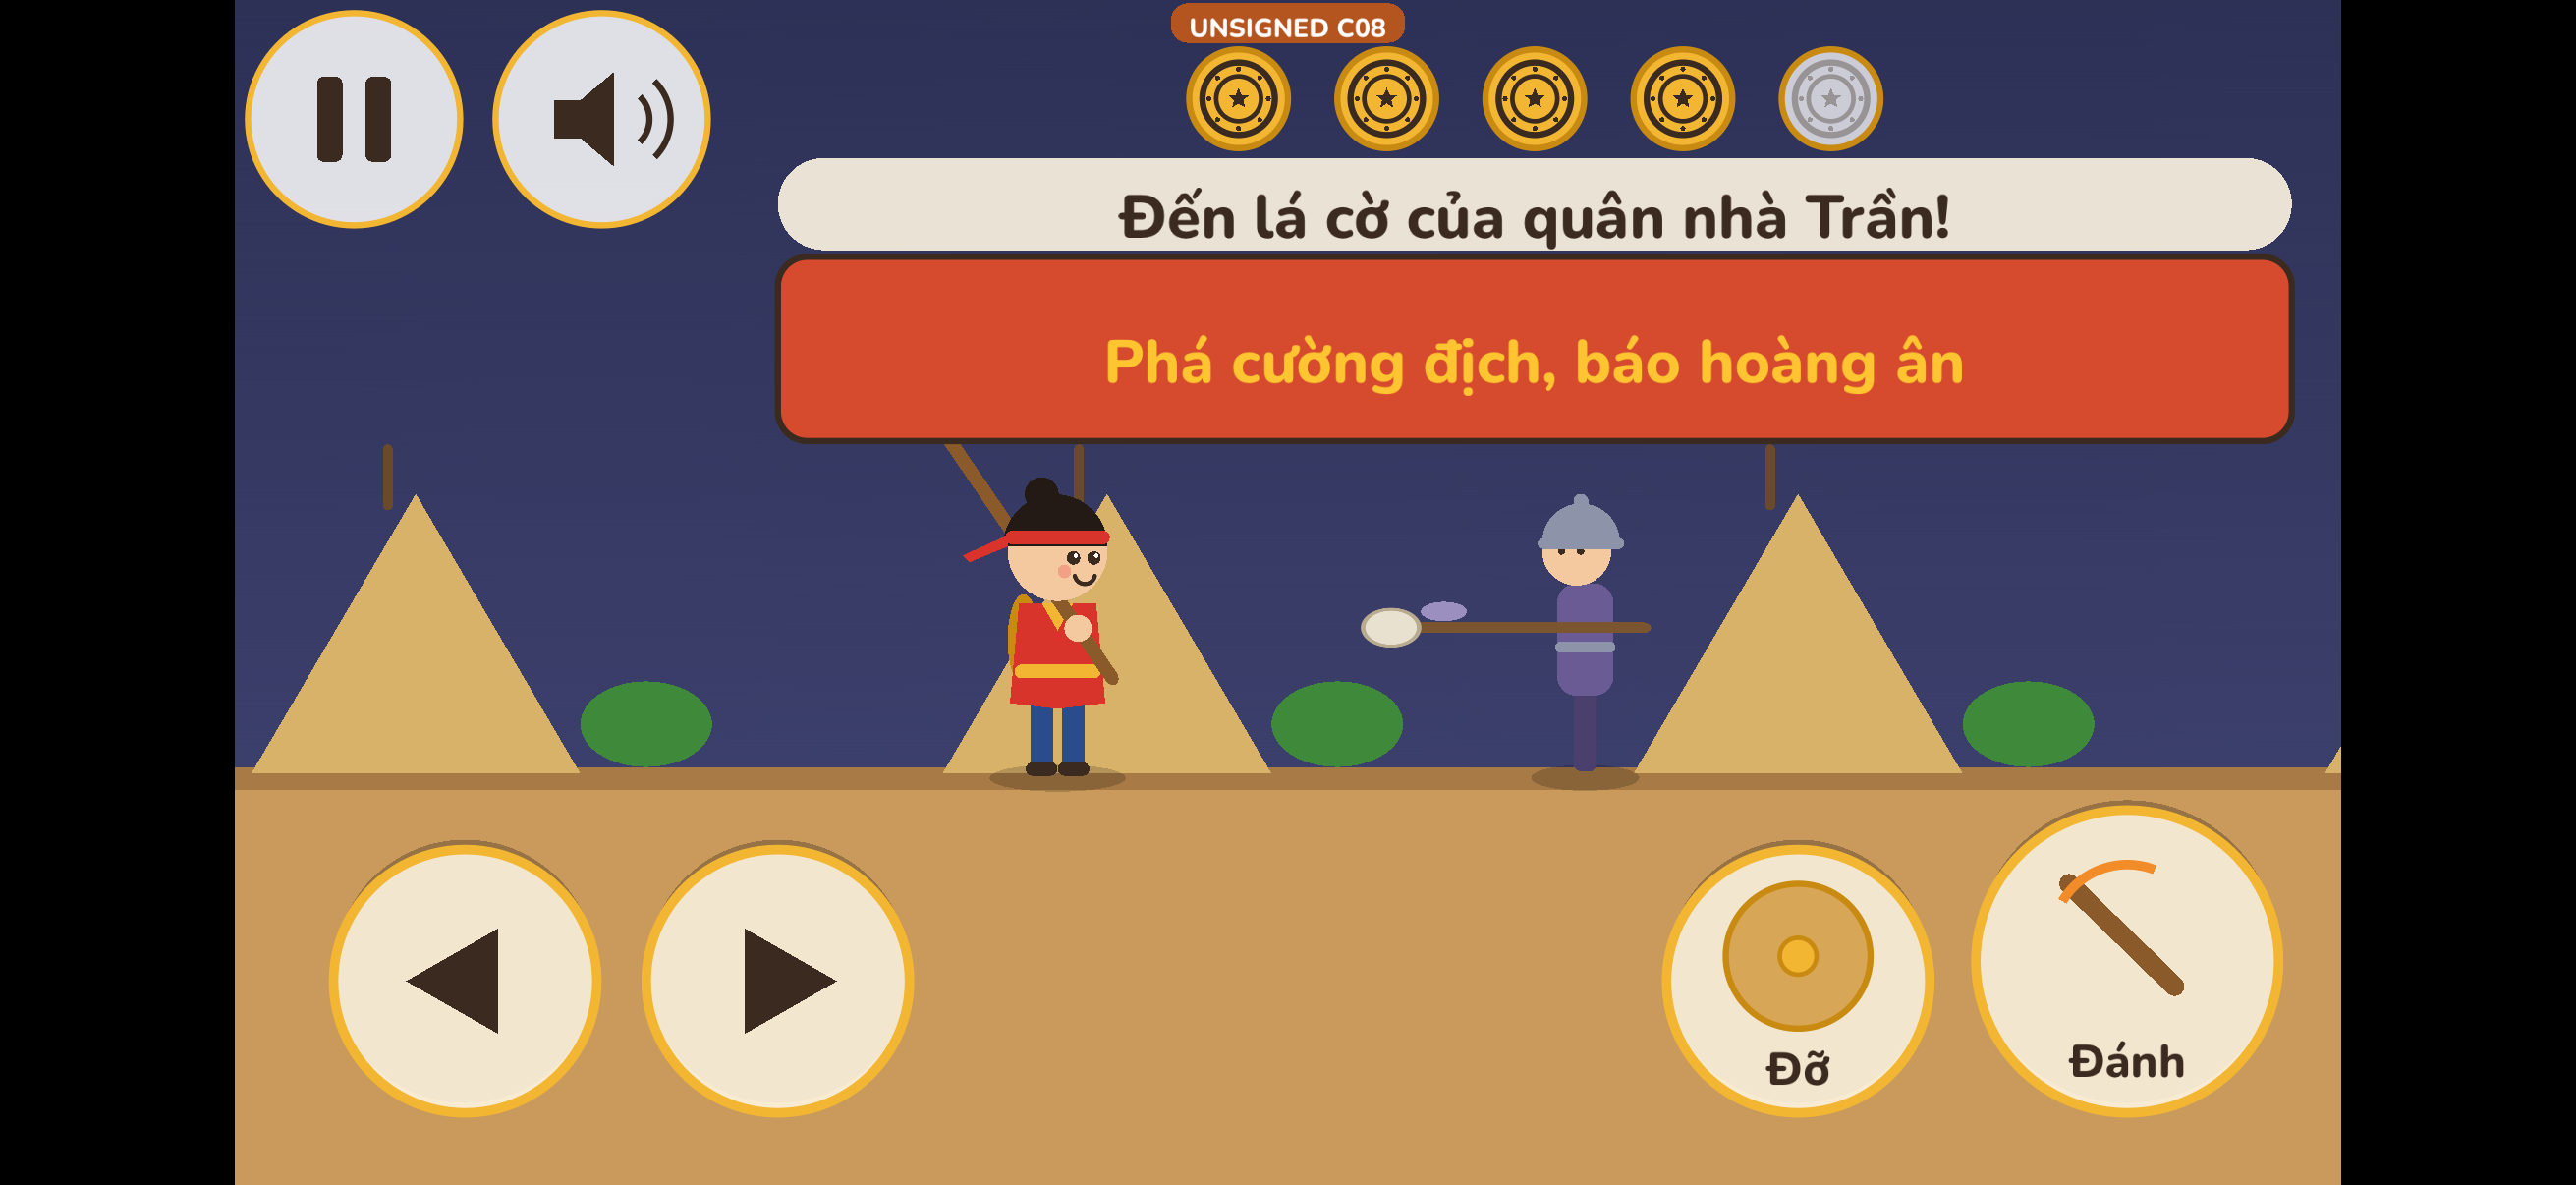 UNSIGNED C08
Đến lá cờ của quân nhà Trần!
Phá cường địch, báo hoàng ân
Đỡ
Đánh